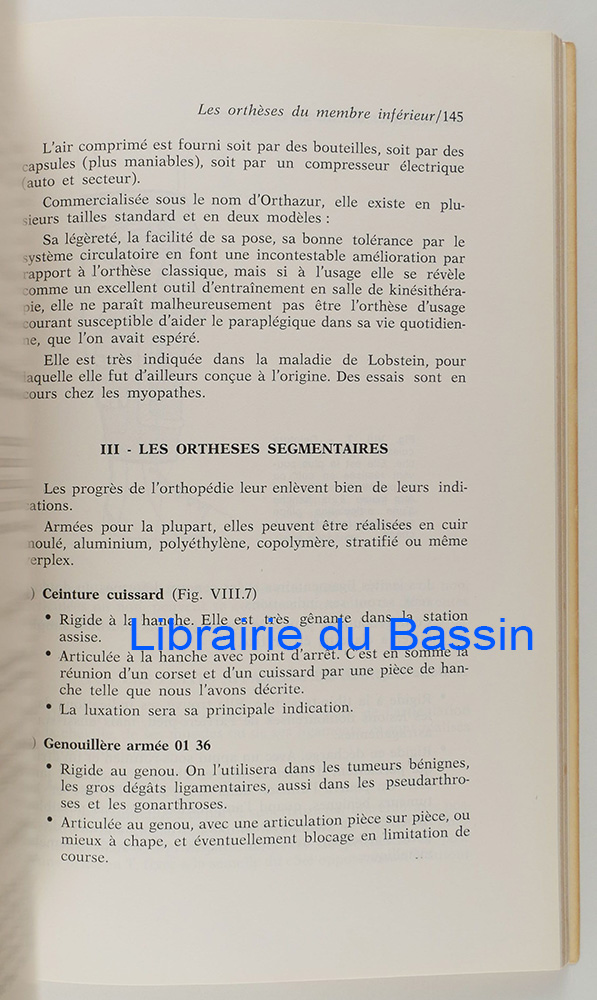 Les orthèses du membre inférieur/145
L'air comprimé est fourni soit par des bouteilles, soit par des
capsules (plus maniables), soit par un compresseur électrique
(auto et secteur).
Commercialisée sous le nom d'Orthazur, elle existe en plu-
sieurs tailles standard et en deux modèles :
Sa légèreté, la facilité de sa pose, sa bonne tolérance par le
système circulatoire en font une incontestable amélioration par
rapport à l'orthèse classique, mais si à l'usage elle se révèle
comme un excellent outil d'entraînement en salle de kinésithéra-
pie, elle ne paraît malheureusement pas être l'orthèse d'usage
courant susceptible d'aider le paraplégique dans sa vie quotidien-
ne, que l'on avait espéré.
Elle est très indiquée dans la maladie de Lobstein, pour
laquelle elle fut d'ailleurs conçue à l'origine. Des essais sont en
cours chez les myopathes.
III - LES ORTHESES SEGMENTAIRES
Les progrès de l'orthopédie leur enlèvent bien de leurs indi-
cations.
Armées pour la plupart, elles peuvent être réalisées en cuir
moulé, aluminium, polyéthylène, copolymère, stratifié ou même
erplex.
) Ceinture cuissard (Fig. VIII.7)
• Rigide à la hanche. Elle est très gênante dans la station
assise.
Librairie du Bassin
• Articulée à la hanche avec point d'arrêt. C'est en somme la
réunion d'un corset et d'un cuissard par une pièce de han-
che telle que nous l'avons décrite.
• La luxation sera sa principale indication.
) Genouillère armée 01 36
• Rigide au genou. On l'utilisera dans les tumeurs bénignes,
les gros dégâts ligamentaires, aussi dans les pseudarthro-
ses et les gonarthroses.
• Articulée au genou, avec une articulation pièce sur pièce, ou
mieux à chape, et éventuellement blocage en limitation de
course.